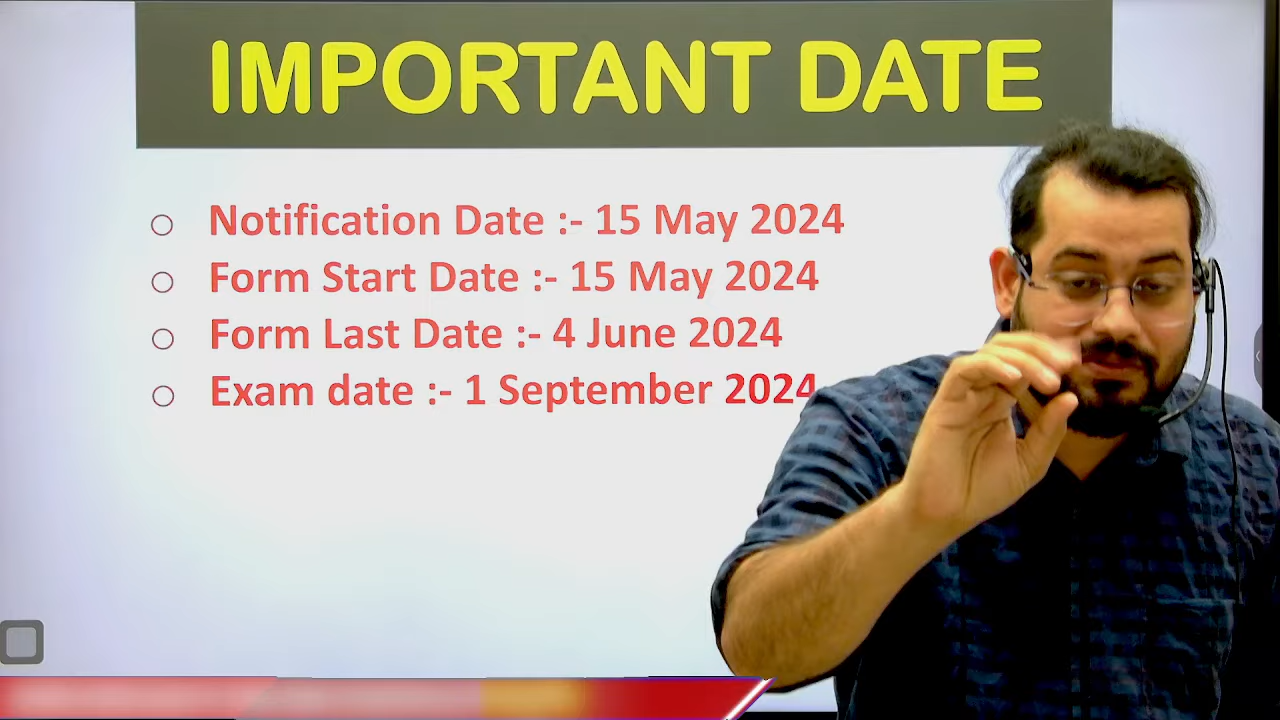 IMPORTANT DATE
Notification Date :- 15 May 2024
Form Start Date :- 15 May 2024
Form Last Date :- 4 June 2024
Exam date :- 1 September 2024